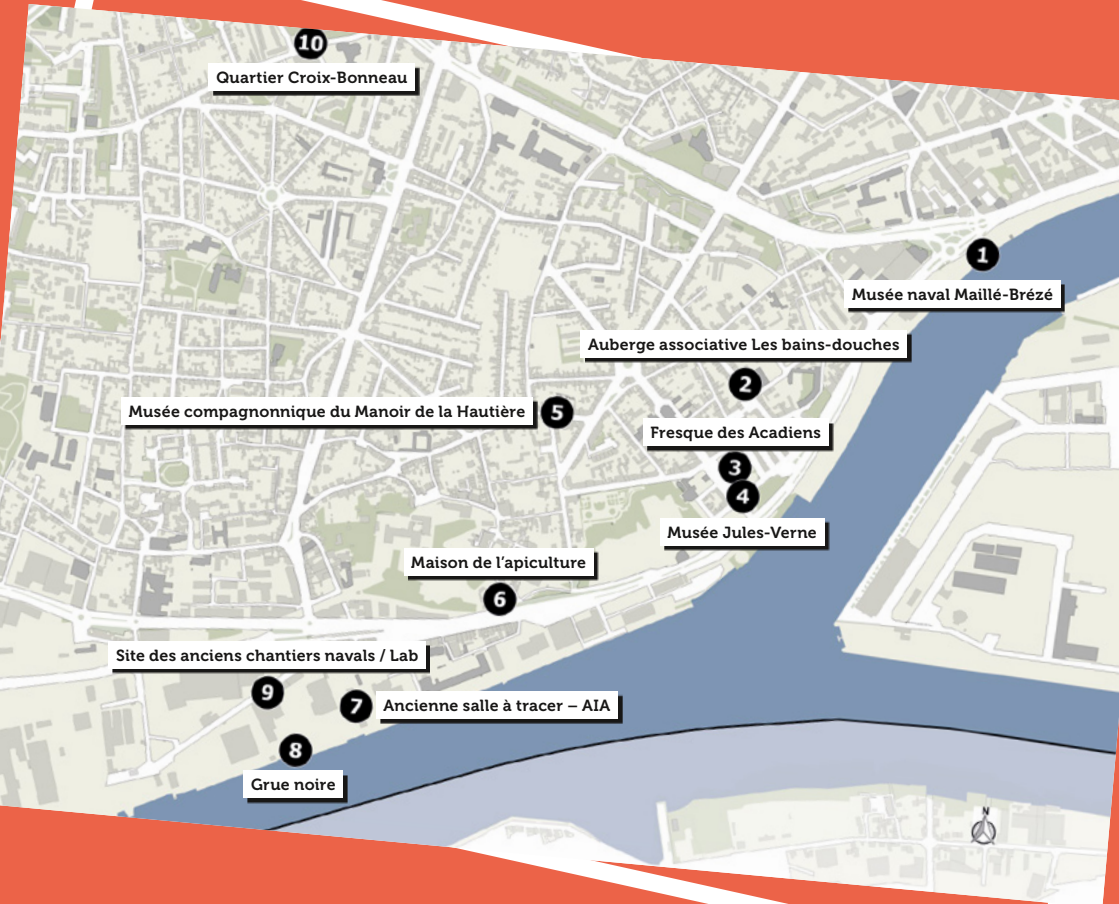 10
Quartier Croix-Bonneau
1
Musée naval Maillé-Brézé
Auberge associative Les bains-douches
2
Musée compagnonnique du Manoir de la Hautière
5
Fresque des Acadiens
3
4
Musée Jules-Verne
Maison de l'apiculture
6
Site des anciens chantiers navals / Lab
9
7
Ancienne salle à tracer – AIA
8
Grue noire
N